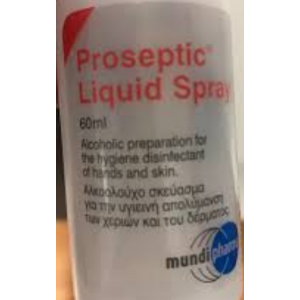 Proseptic®
Liquid Spray
60ml
Alcoholic preparation for
the hygiene disinfectant
of hands and skin.
Αλκοολούχο σκεύασμα
για την υγιεινή απολύμανση
των χεριών και του δέρματος
mundipharma